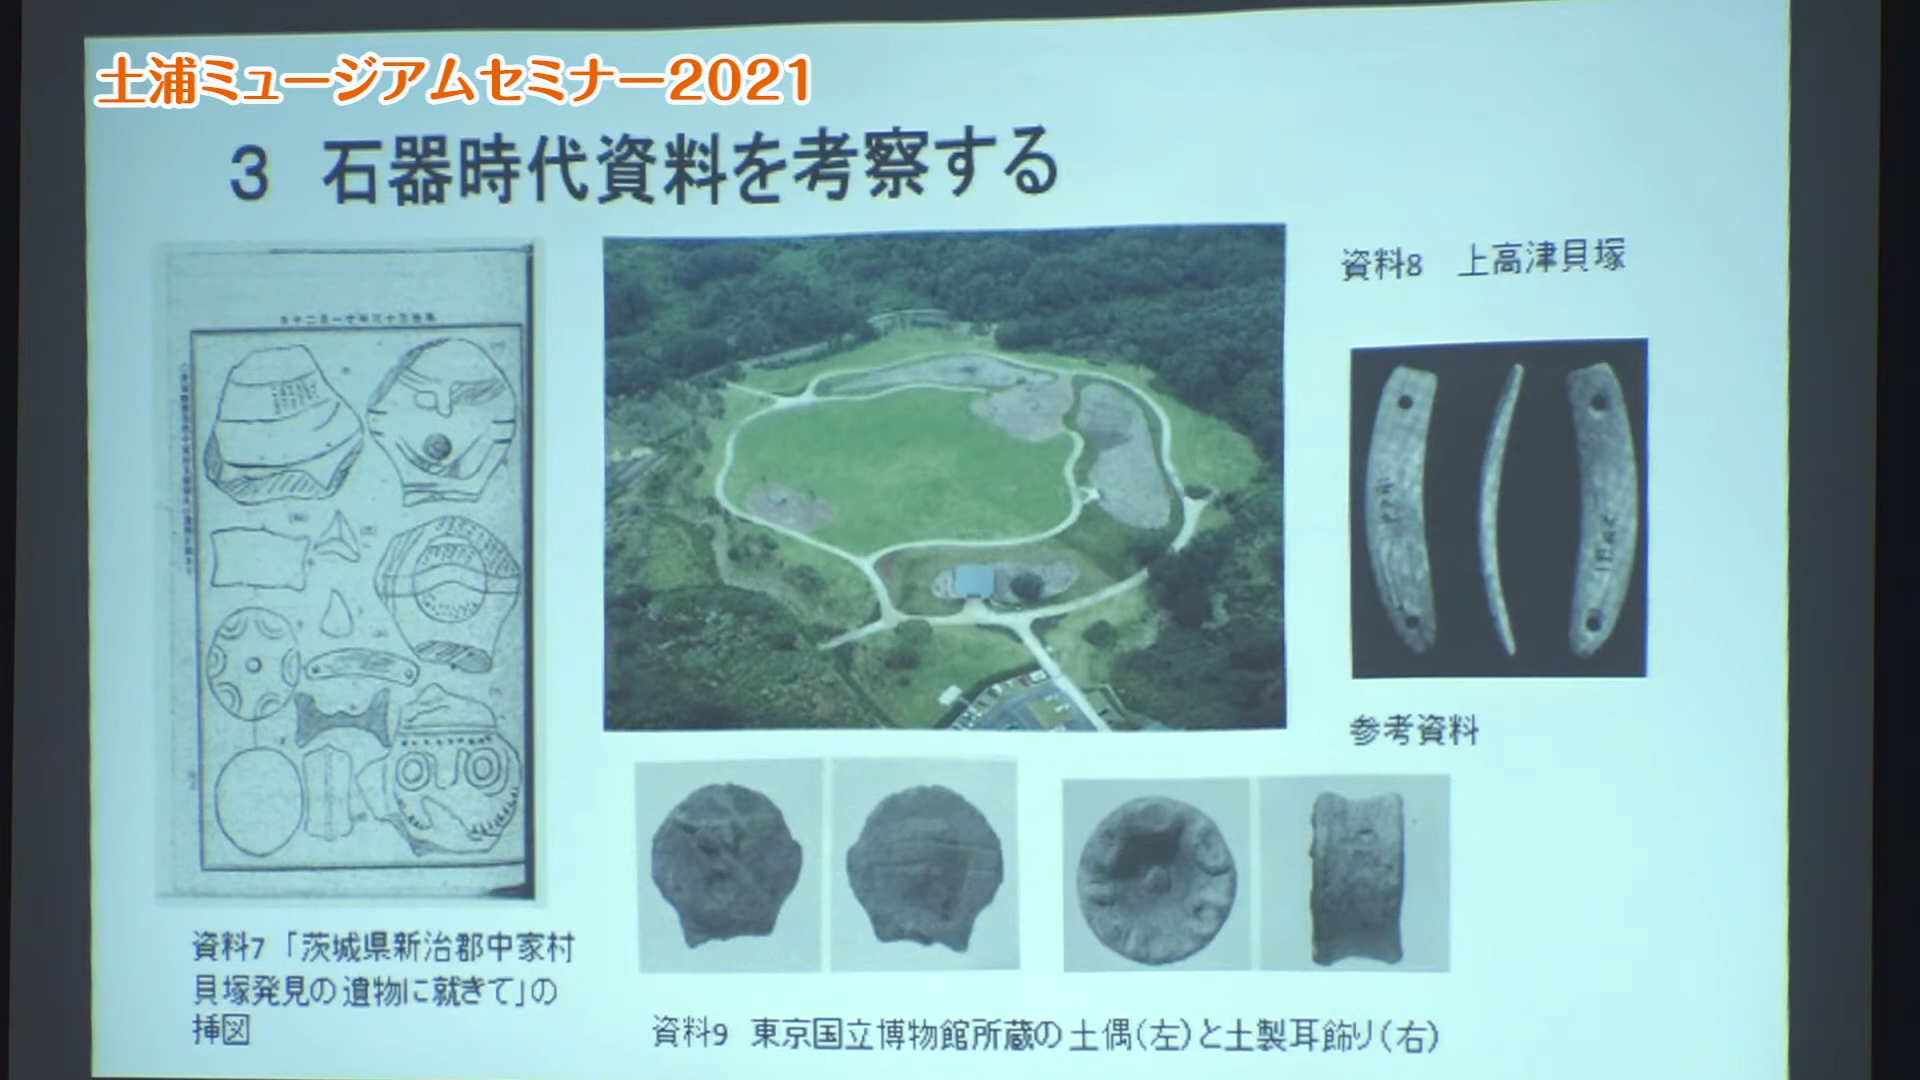 土浦ミュージアムセミナー2021
3 石器時代資料を考察する
資料8 上高津貝塚
参考資料
資料7 「茨城県新治郡中家村
貝塚発見の遺物に就きて」の
挿図
資料9 東京国立博物館所蔵の土偶(左)と土製耳飾り(右)